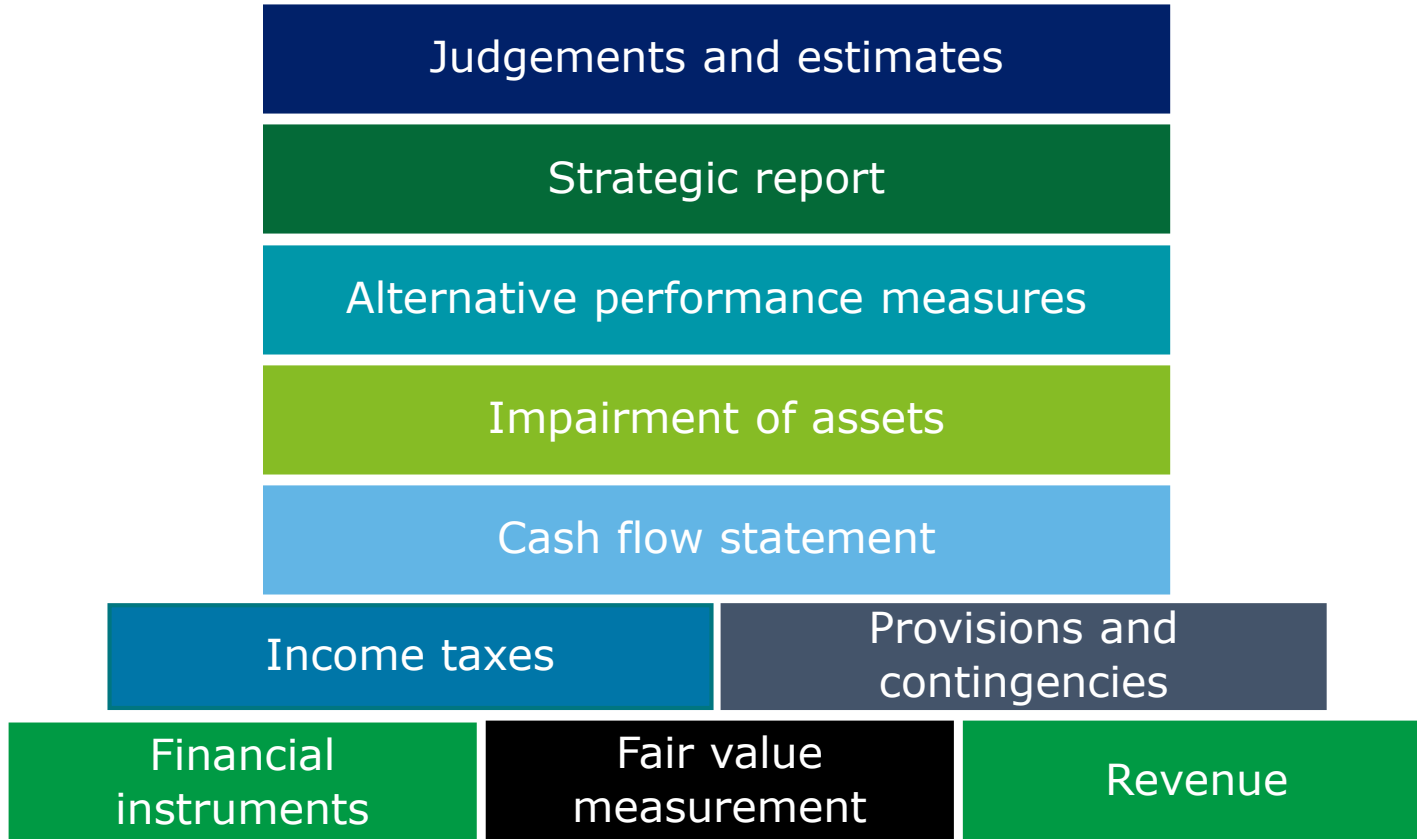 Judgements and estimates
Strategic report
Alternative performance measures
Impairment of assets
Cash flow statement
Income taxes
Provisions and
contingencies
Financial
instruments
Fair value
measurement
Revenue